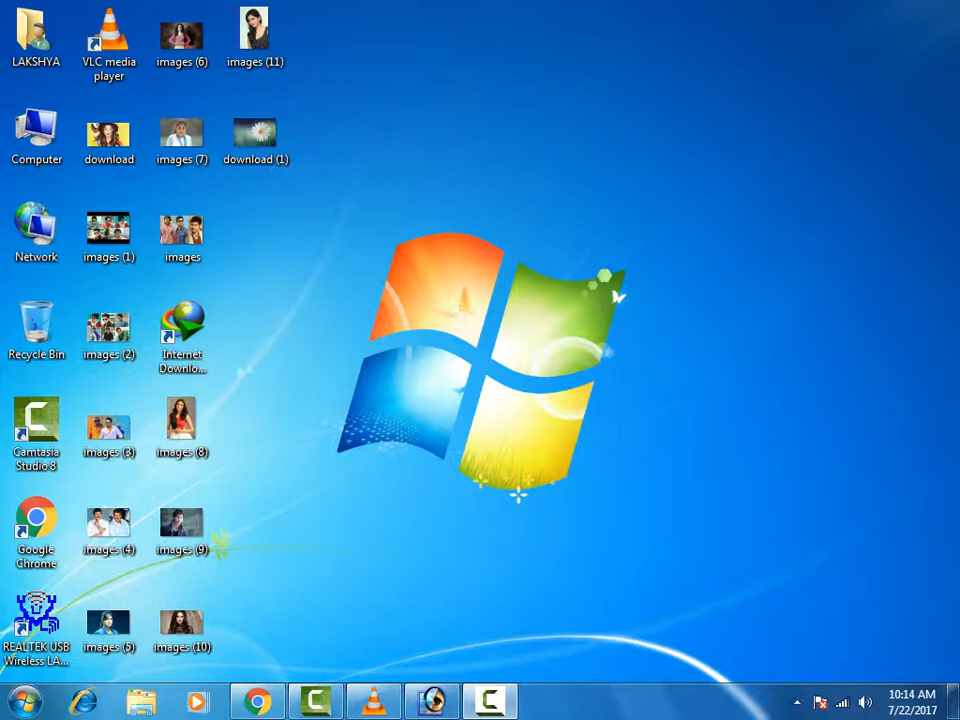 LAKSHYA
VLC media
player
images (6)
images (11)
Computer
download
images (7)
download (1)
Network
images (1)
images
Recycle Bin
images (2)
Internet
Downlo...
Camtasia
Studio 8
images (3)
images (8)
Google
Chrome
images (4)
images (9)
REALTEK USB
Wireless LA...
images (5)
images (10)
10:14 AM
7/22/2017